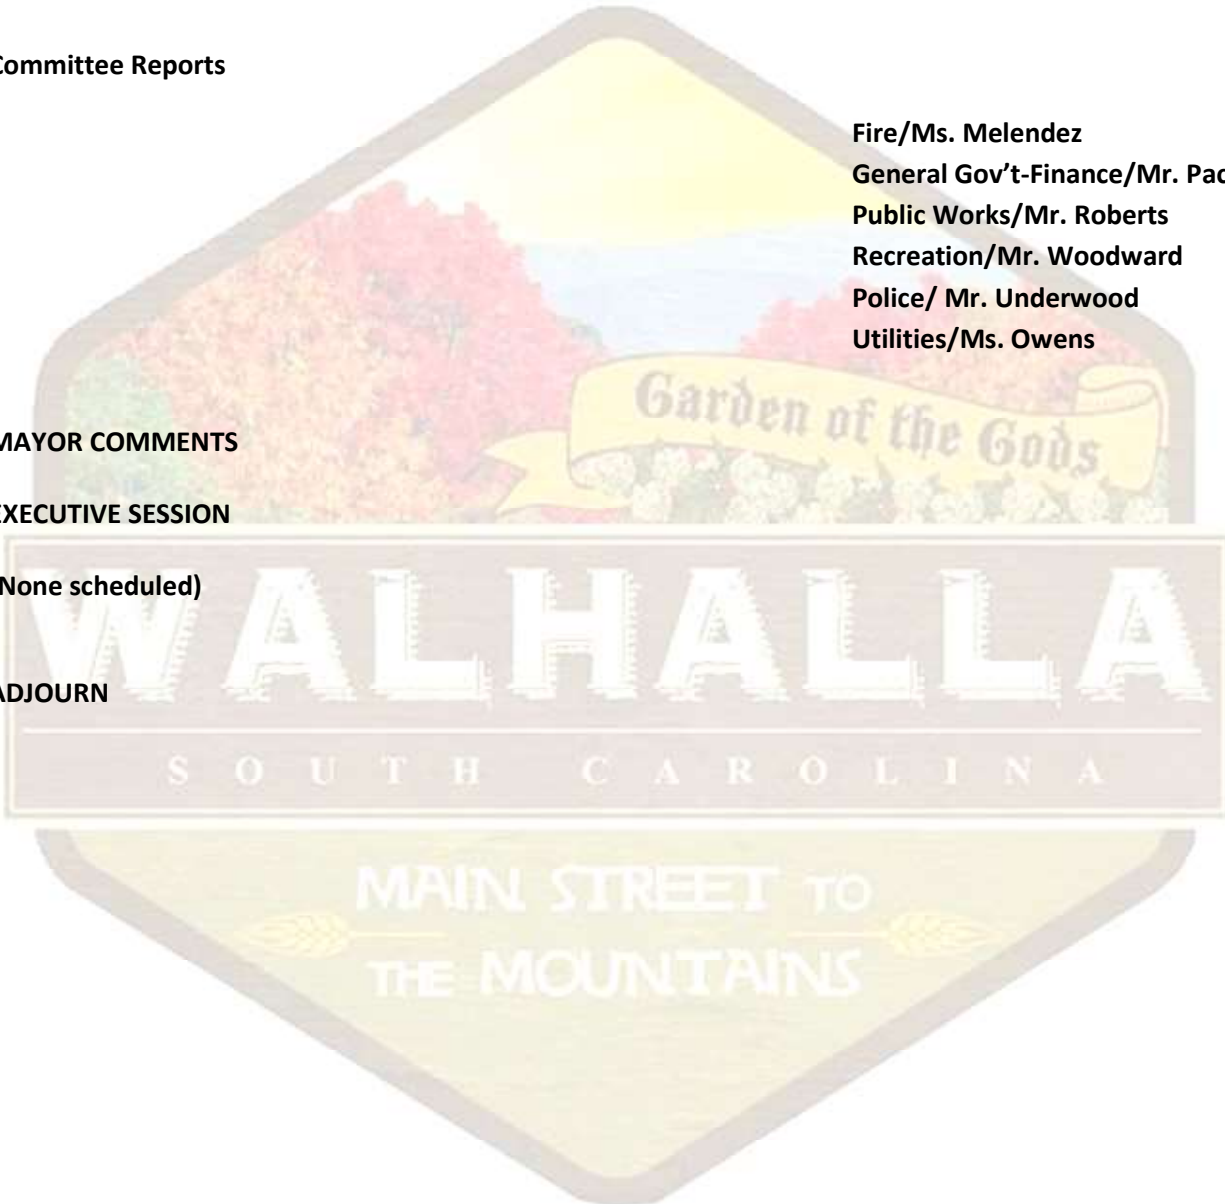 Committee Reports
Fire/Ms. Melendez
General Gov’t-Finance/Mr. Pac
Public Works/Mr. Roberts
Recreation/Mr. Woodward
Police/ Mr. Underwood
Utilities/Ms. Owens
Garden of the Gods
MAYOR COMMENTS
EXECUTIVE SESSION
(None scheduled)
WALHALLA
ADJOURN
SOUTH CAROLINA
MAIN STREET TO
THE MOUNTAINS